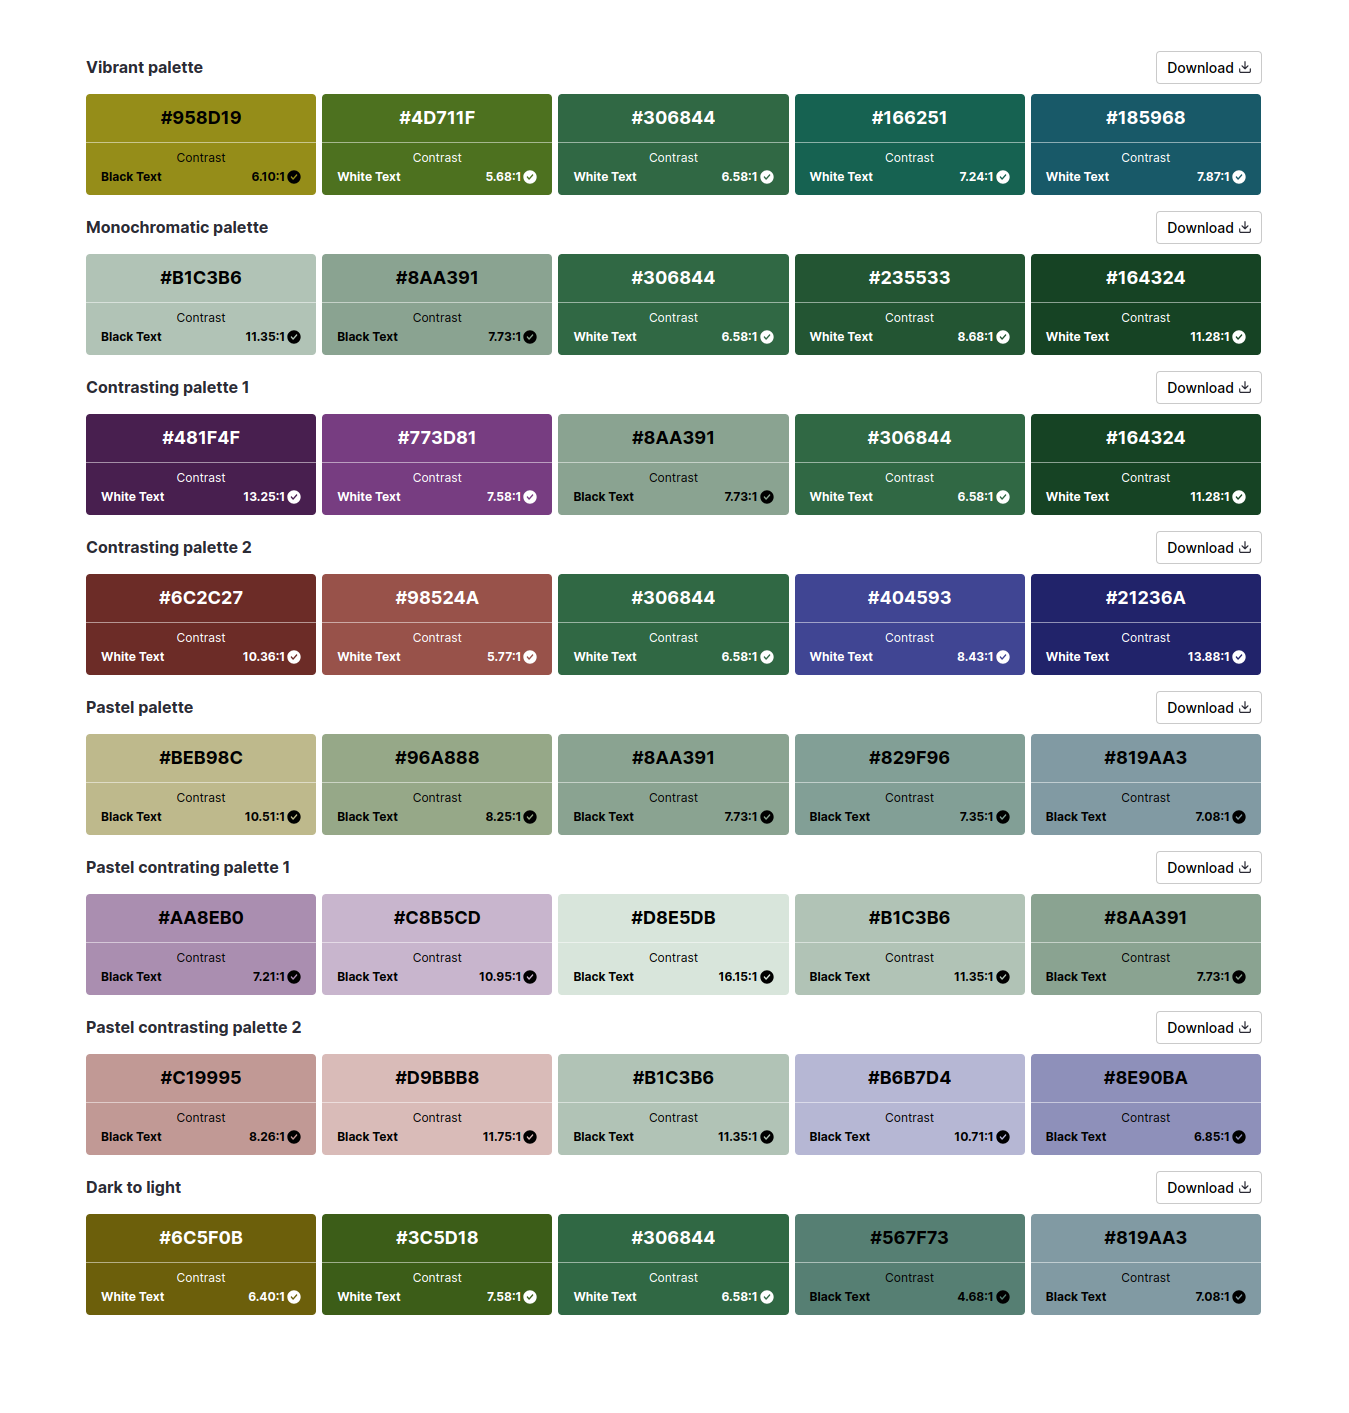 Vibrant palette Download
#958D19 #4D711F #306844 #166251 #185968
Contrast Contrast Contrast Contrast Contrast
Black Text 6.10:1 White Text 5.68:1 White Text 6.58:1 White Text 7.24:1 White Text 7.87:1
Monochromatic palette Download
#B1C3B6 #8AA391 #306844 #235533 #164324
Contrast Contrast Contrast Contrast Contrast
Black Text 11.35:1 Black Text 7.73:1 White Text 6.58:1 White Text 8.68:1 White Text 11.28:1
Contrasting palette 1 Download
#481F4F #773D81 #8AA391 #306844 #164324
Contrast Contrast Contrast Contrast Contrast
White Text 13.25:1 White Text 7.58:1 Black Text 7.73:1 White Text 6.58:1 White Text 11.28:1
Contrasting palette 2 Download
#6C2C27 #98524A #306844 #404593 #21236A
Contrast Contrast Contrast Contrast Contrast
White Text 10.36:1 White Text 5.77:1 White Text 6.58:1 White Text 8.43:1 White Text 13.88:1
Pastel palette Download
#BEB98C #96A888 #8AA391 #829F96 #819AA3
Contrast Contrast Contrast Contrast Contrast
Black Text 10.51:1 Black Text 8.25:1 Black Text 7.73:1 Black Text 7.35:1 Black Text 7.08:1
Pastel contrating palette 1 Download
#AA8EB0 #C8B5CD #D8E5DB #B1C3B6 #8AA391
Contrast Contrast Contrast Contrast Contrast
Black Text 7.21:1 Black Text 10.95:1 Black Text 16.15:1 Black Text 11.35:1 Black Text 7.73:1
Pastel contrasting palette 2 Download
#C19995 #D9BBB8 #B1C3B6 #B6B7D4 #8E90BA
Contrast Contrast Contrast Contrast Contrast
Black Text 8.26:1 Black Text 11.75:1 Black Text 11.35:1 Black Text 10.71:1 Black Text 6.85:1
Dark to light Download
#6C5F0B #3C5D18 #306844 #567F73 #819AA3
Contrast Contrast Contrast Contrast Contrast
White Text 6.40:1 White Text 7.58:1 White Text 6.58:1 Black Text 4.68:1 Black Text 7.08:1